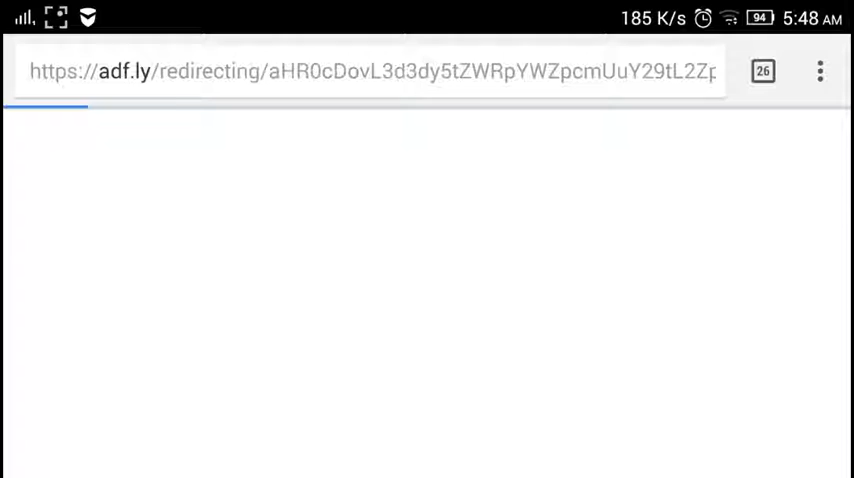 185 K/s 94 5:48 AM
https://adf.ly/redirecting/aHR0cDovL3d3dy5tZWRpYWZpcmUuY29tL2Zp 26